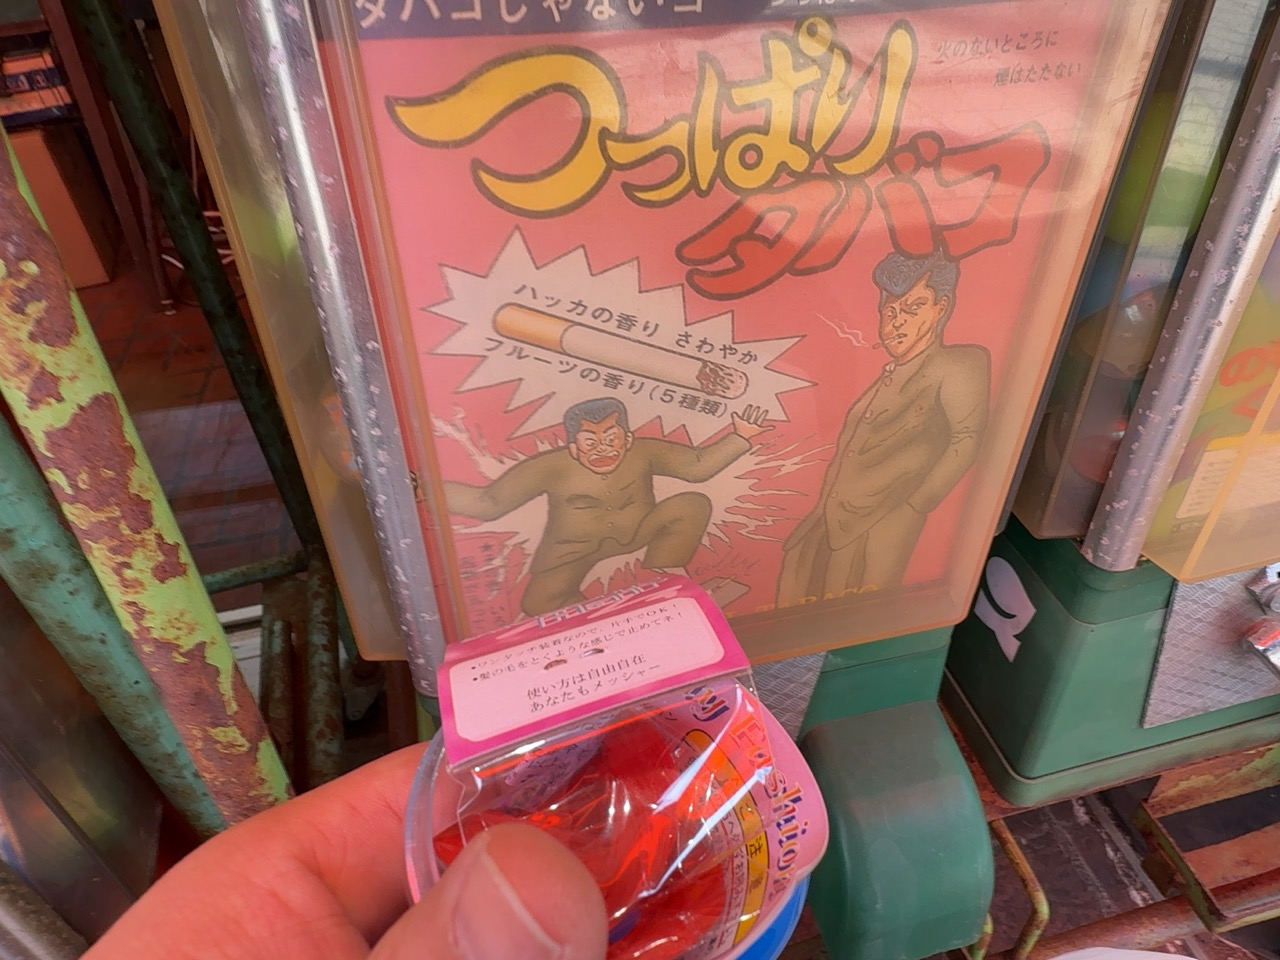 タバコじゃないコ
つっぱり
タバコ
火のないところに
煙はたたない
ハッカの香り さわやか
フルーツの香り(5種類)
•ワンタッチ装着なので、片手でOK!
•髪の毛をとくような感じで止めてネ!
使い方は自由自在
あなたもメッシャー
Fashion
注